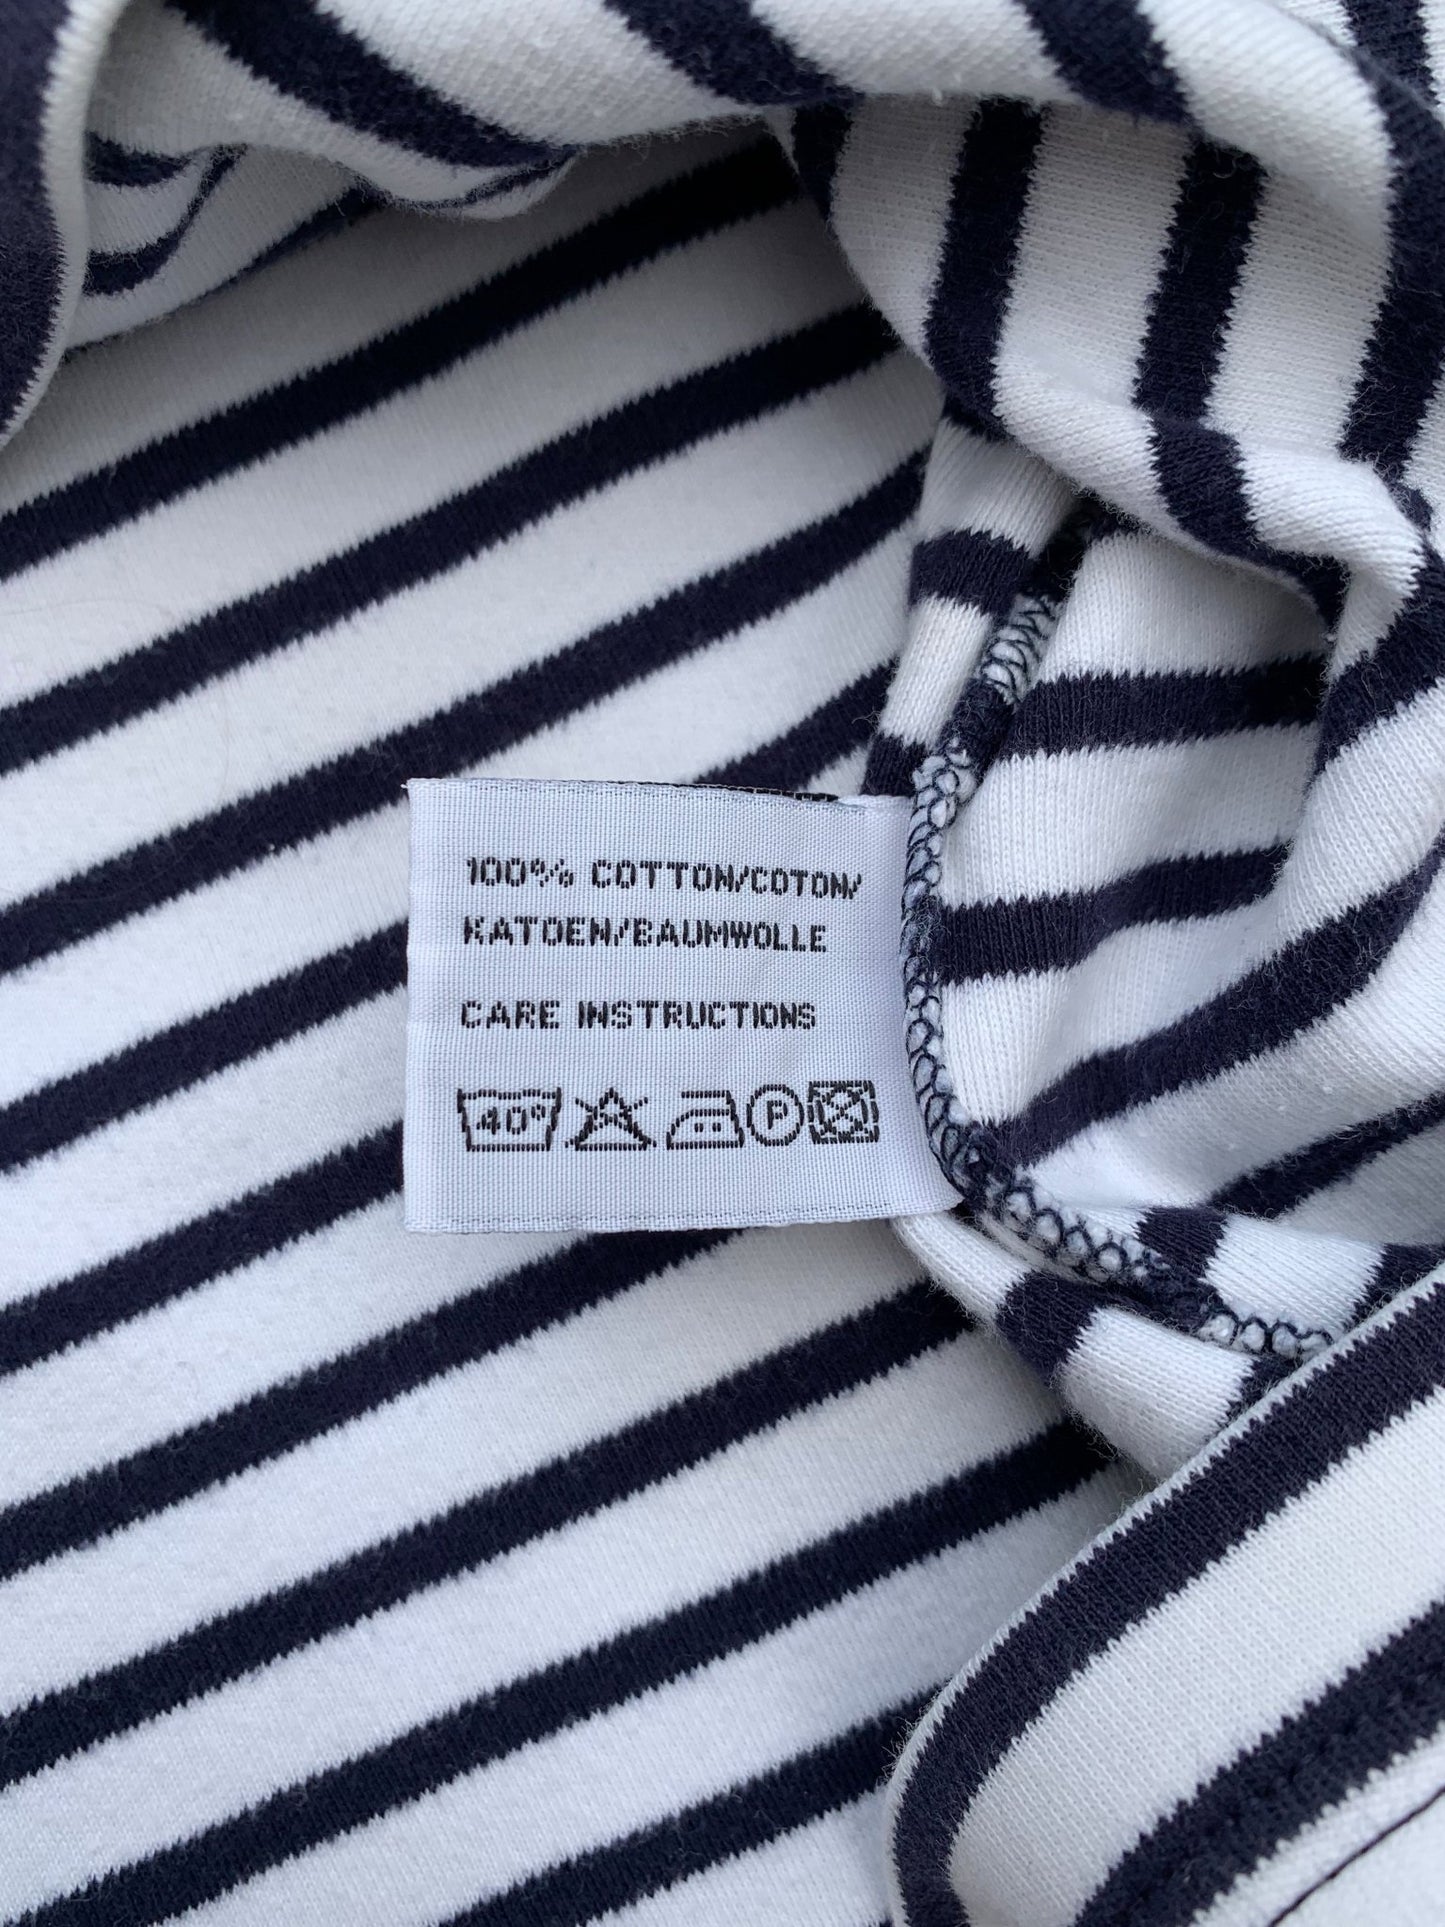 100% COTTON/COTON/
KATOEN/BAUMWOLLE
CARE INSTRUCTIONS
40° P